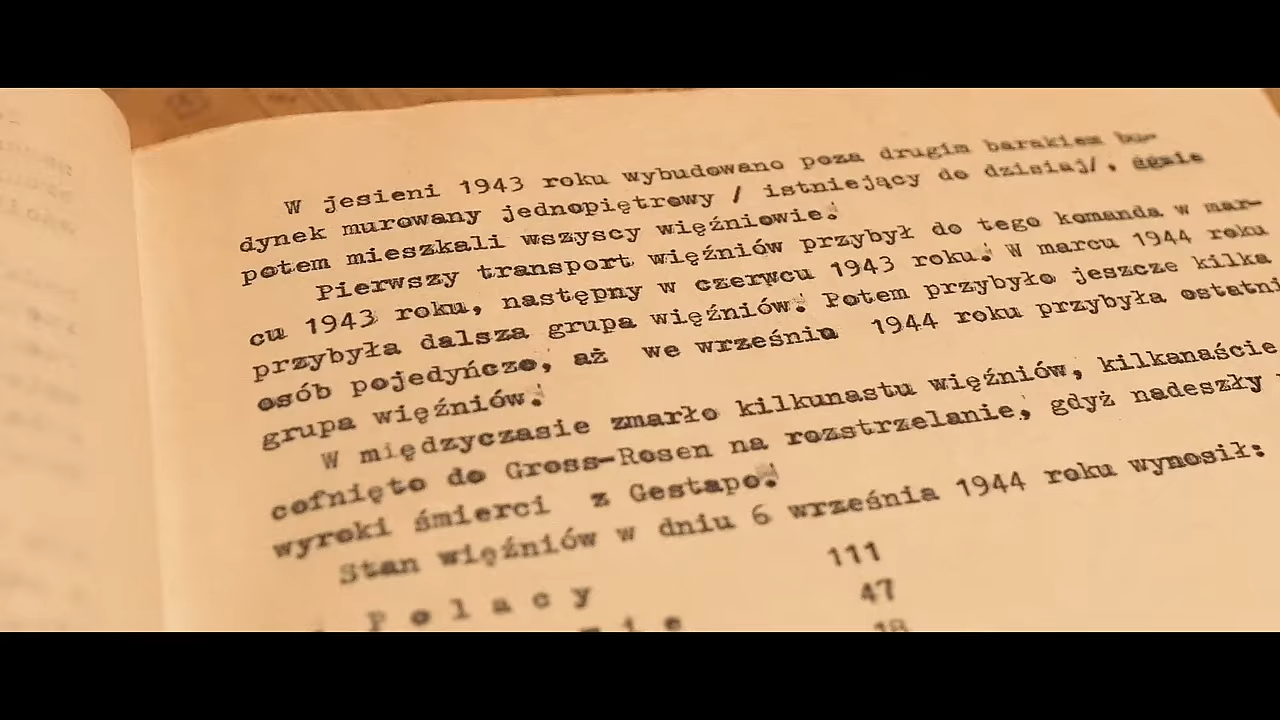 W jesieni 1943 roku wybudowano poza drugim barakiem bu-
dynek murowany jednopiętrowy / istniejący do dzisiaj/. gdzie
potem mieszkali wszyscy więźniowie.
Pierwszy transport więźniów przybył do tego komanda w mar-
cu 1943 roku, następny w czerwcu 1943 roku. W marcu 1944 roku
przybyła dalsza grupa więźniów. Potem przybyło jeszcze kilka
osób pojedyńczo, aż we wrześniu 1944 roku przybyła ostatni
grupa więźniów.
W międzyczasie zmarło kilkunastu więźniów, kilkanaście
cofnięto do Gross-Rosen na rozstrzelanie, gdyż nadeszły
wyroki śmierci z Gestapo.
Stan więźniów w dniu 6 września 1944 roku wynosił:
111
P o l a c y 47
18